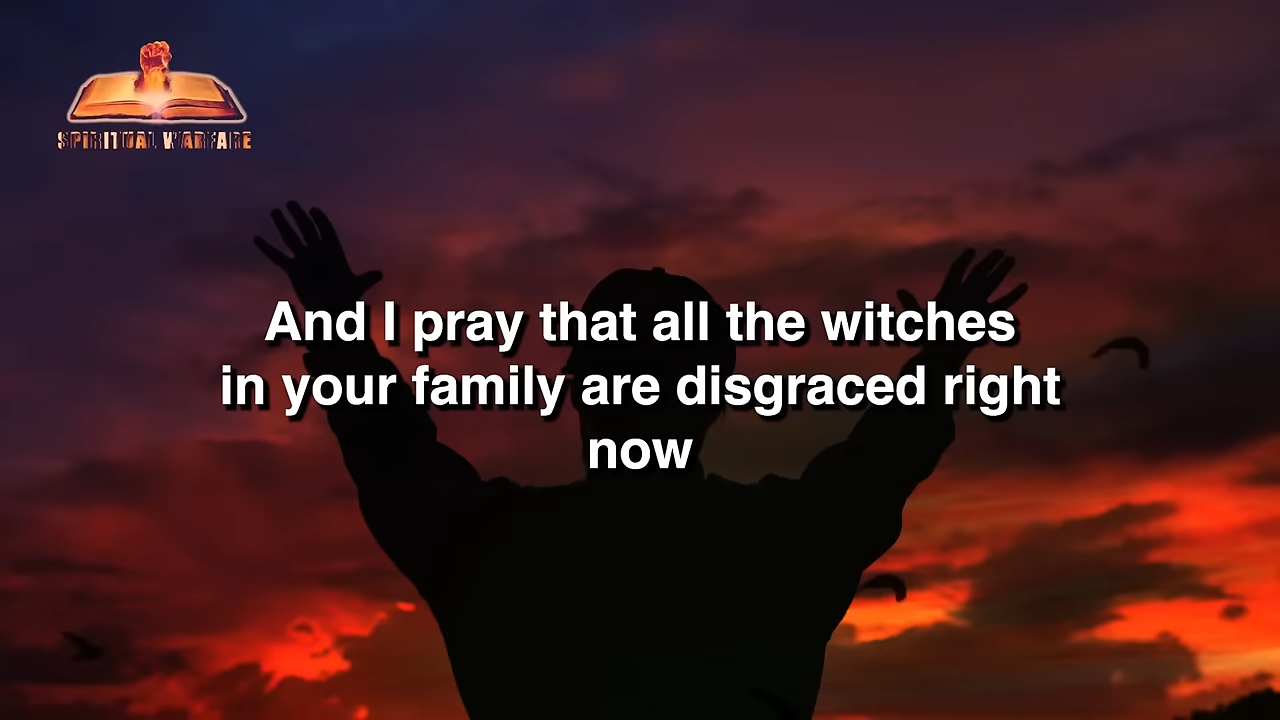 SPIRITUAL WARFARE
And I pray that all the witches
in your family are disgraced right
now